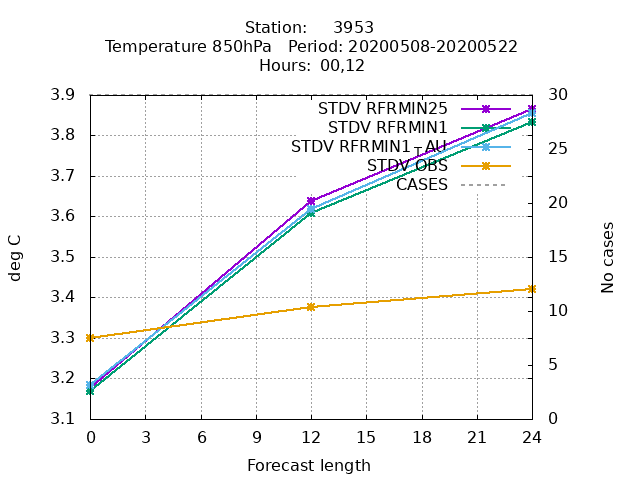 Station: 3953
Temperature 850hPa Period: 20200508-20200522
Hours: 00,12
3.9
3.8
3.7
3.6
3.5
3.4
3.3
3.2
3.1
deg C
STDV RFRMIN25
STDV RFRMIN1
STDV RFRMIN1_AU
STDV OBS
CASES
30
25
20
15
10
5
0
No cases
0 3 6 9 12 15 18 21 24
Forecast length